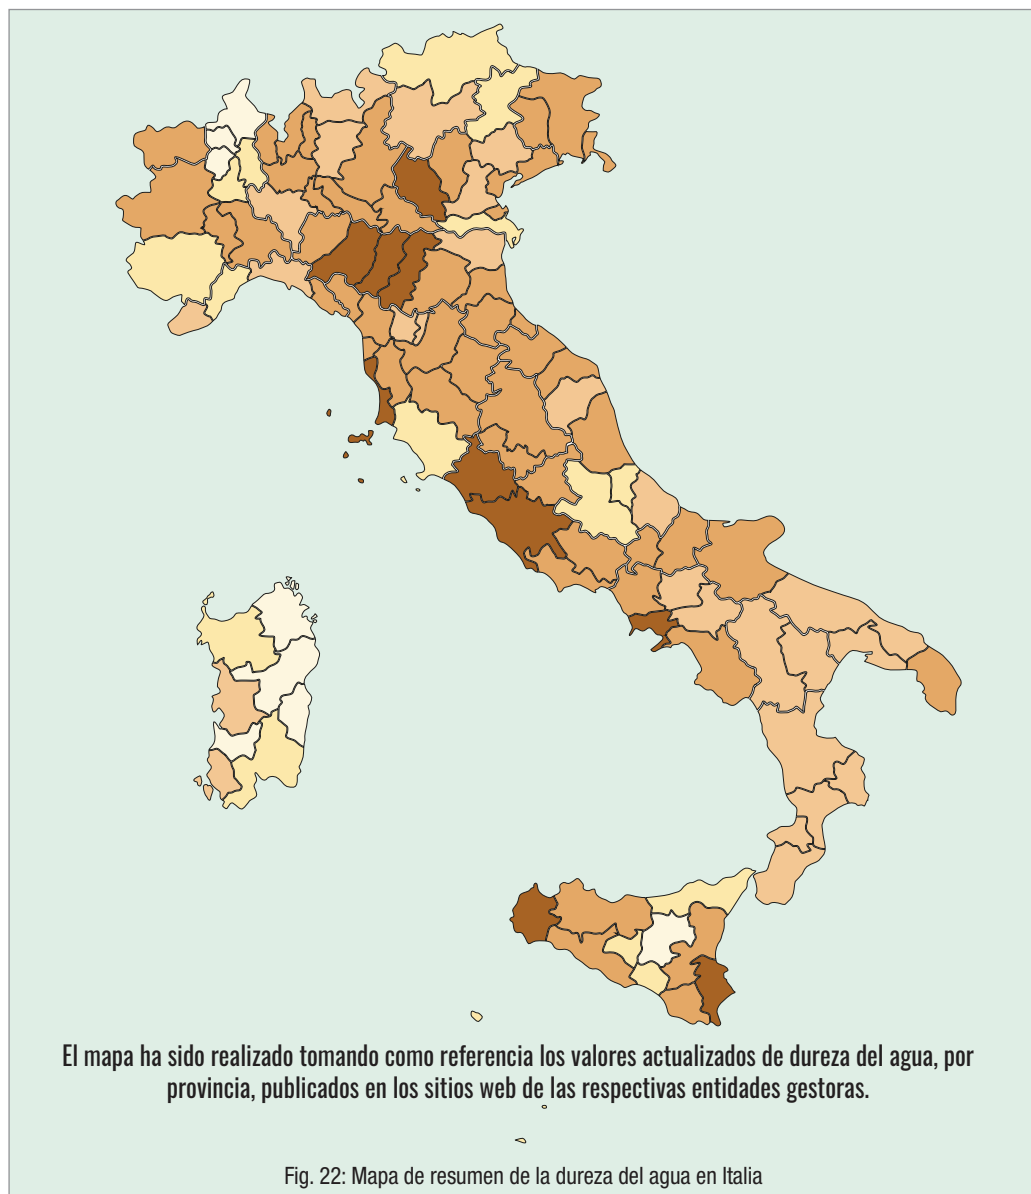 El mapa ha sido realizado tomando como referencia los valores actualizados de dureza del agua, por
provincia, publicados en los sitios web de las respectivas entidades gestoras.
Fig. 22: Mapa de resumen de la dureza del agua en Italia